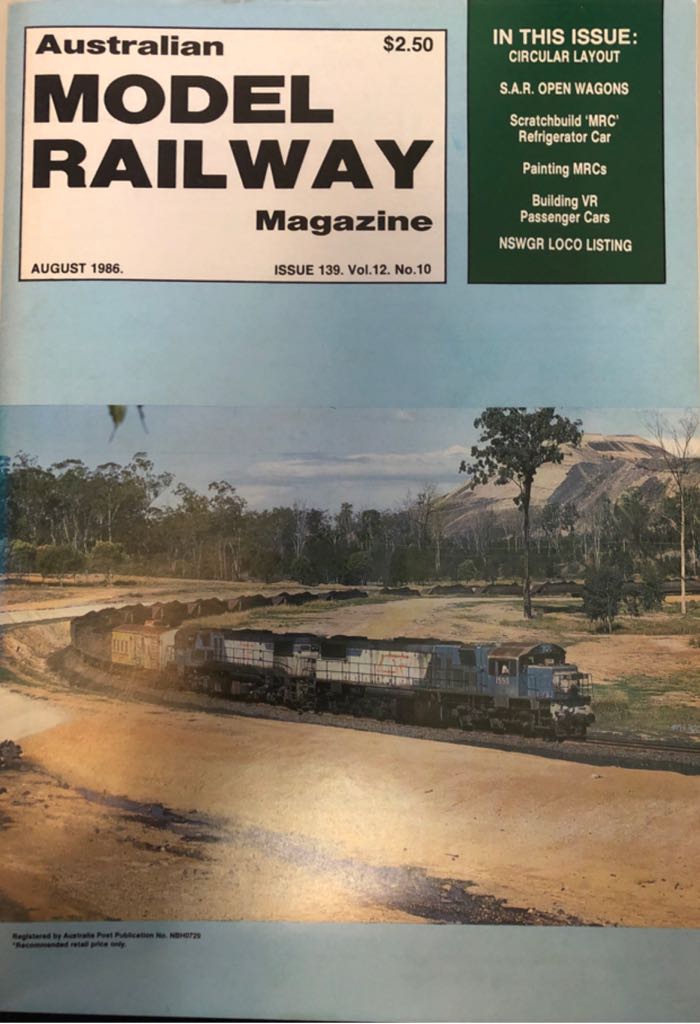 Australian
$2.50
MODEL
RAILWAY
Magazine
AUGUST 1986.
ISSUE 139. Vol.12. No.10
IN THIS ISSUE:
CIRCULAR LAYOUT
S.A.R. OPEN WAGONS
Scratchbuild 'MRC'
Refrigerator Car
Painting MRCs
Building VR
Passenger Cars
NSWGR LOCO LISTING
Registered by Australia Post Publication No. NBH0729
*Recommended retail price only.